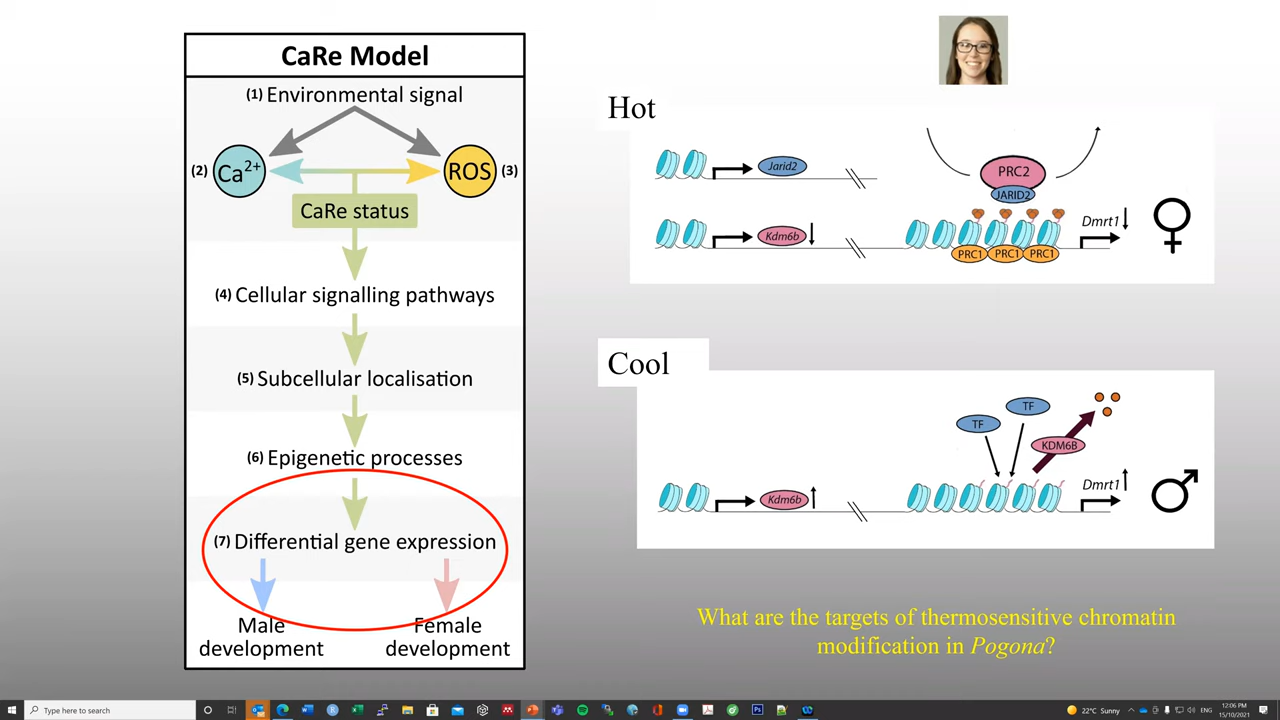 CaRe Model
(1) Environmental signal
(2) Ca2+
ROS (3)
CaRe status
(4) Cellular signalling pathways
(5) Subcellular localisation
(6) Epigenetic processes
(7) Differential gene expression
Male
development
Female
development
Hot
Jarid2
PRC2
JARID2
Kdm6b
PRC1 PRC1 PRC1
Dmrt1
Cool
TF
TF
KDM6B
Kdm6b
Dmrt1
What are the targets of thermosensitive chromatin
modification in Pogona?
Type here to search
22°C Sunny
ENG
12:06 PM
15/10/2021